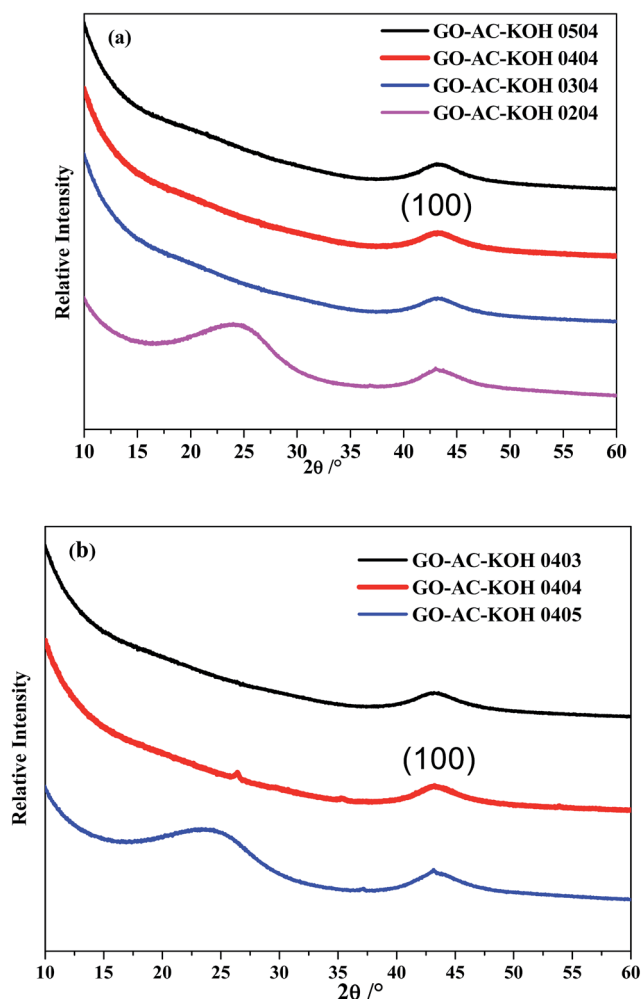 (a)
GO-AC-KOH 0504
GO-AC-KOH 0404
GO-AC-KOH 0304
GO-AC-KOH 0204
(100)
Relative Intensity
10 15 20 25 30 35 40 45 50 55 60
2θ /°
(b)
GO-AC-KOH 0403
GO-AC-KOH 0404
GO-AC-KOH 0405
(100)
Relative Intensity
10 15 20 25 30 35 40 45 50 55 60
2θ /°